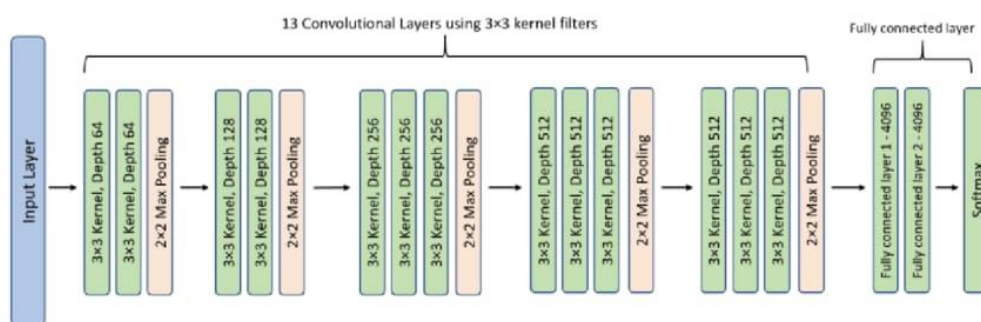 13 Convolutional Layers using 3×3 kernel filters
Fully connected layer
Input Layer
3×3 Kernel, Depth 64
3×3 Kernel, Depth 64
2×2 Max Pooling
3×3 Kernel, Depth 128
3×3 Kernel, Depth 128
2×2 Max Pooling
3×3 Kernel, Depth 256
3×3 Kernel, Depth 256
3×3 Kernel, Depth 256
2×2 Max Pooling
3×3 Kernel, Depth 512
3×3 Kernel, Depth 512
3×3 Kernel, Depth 512
2×2 Max Pooling
3×3 Kernel, Depth 512
3×3 Kernel, Depth 512
3×3 Kernel, Depth 512
2×2 Max Pooling
Fully connected layer 1 - 4096
Fully connected layer 2 - 4096
Softmax